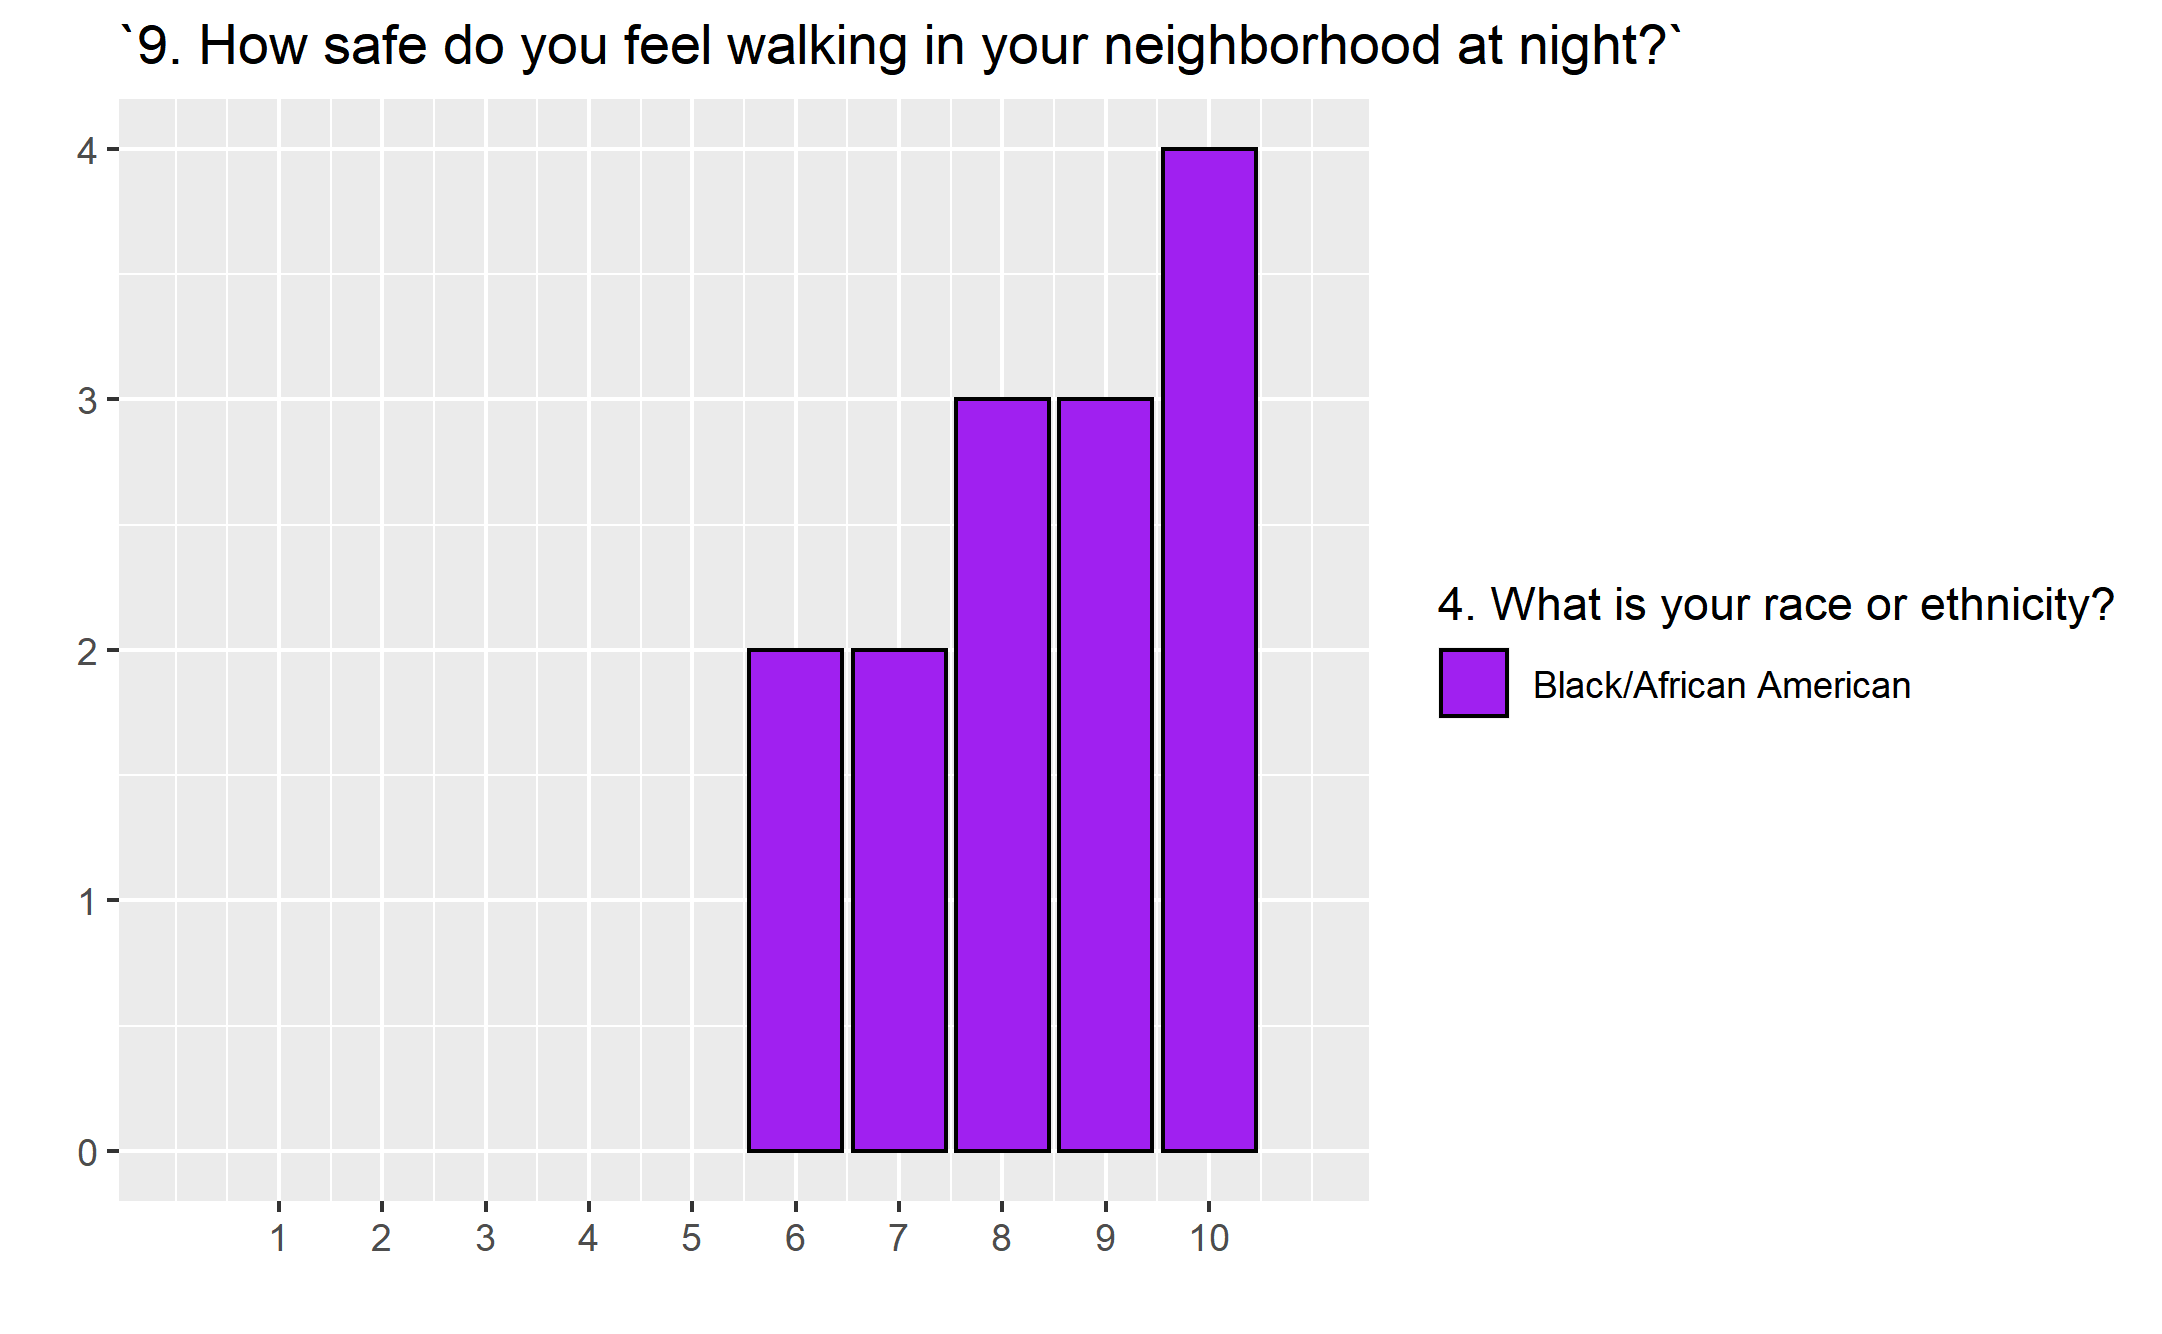 `9. How safe do you feel walking in your neighborhood at night?`
4
3
2
1
0
1 2 3 4 5 6 7 8 9 10
4. What is your race or ethnicity?
Black/African American